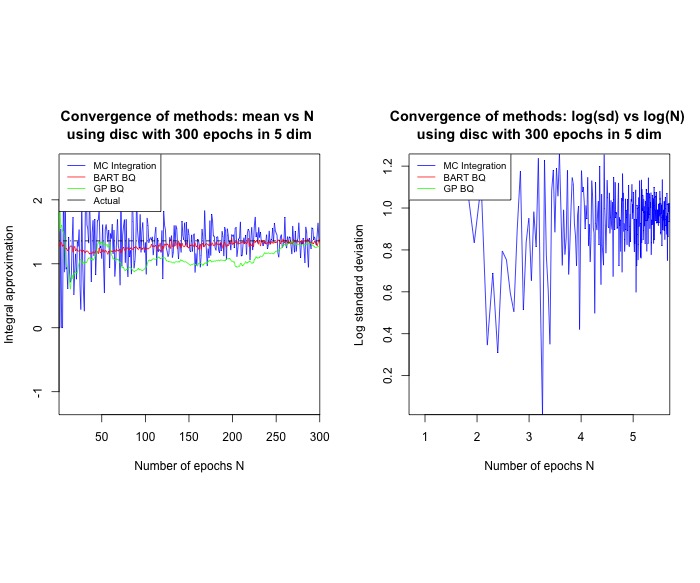 Convergence of methods: mean vs N
using disc with 300 epochs in 5 dim
MC Integration
BART BQ
GP BQ
Actual
Integral approximation
2
1
0
-1
50 100 150 200 250 300
Number of epochs N
Convergence of methods: log(sd) vs log(N)
using disc with 300 epochs in 5 dim
MC Integration
BART BQ
GP BQ
Log standard deviation
1.2
1.0
0.8
0.6
0.4
0.2
1 2 3 4 5
Number of epochs N